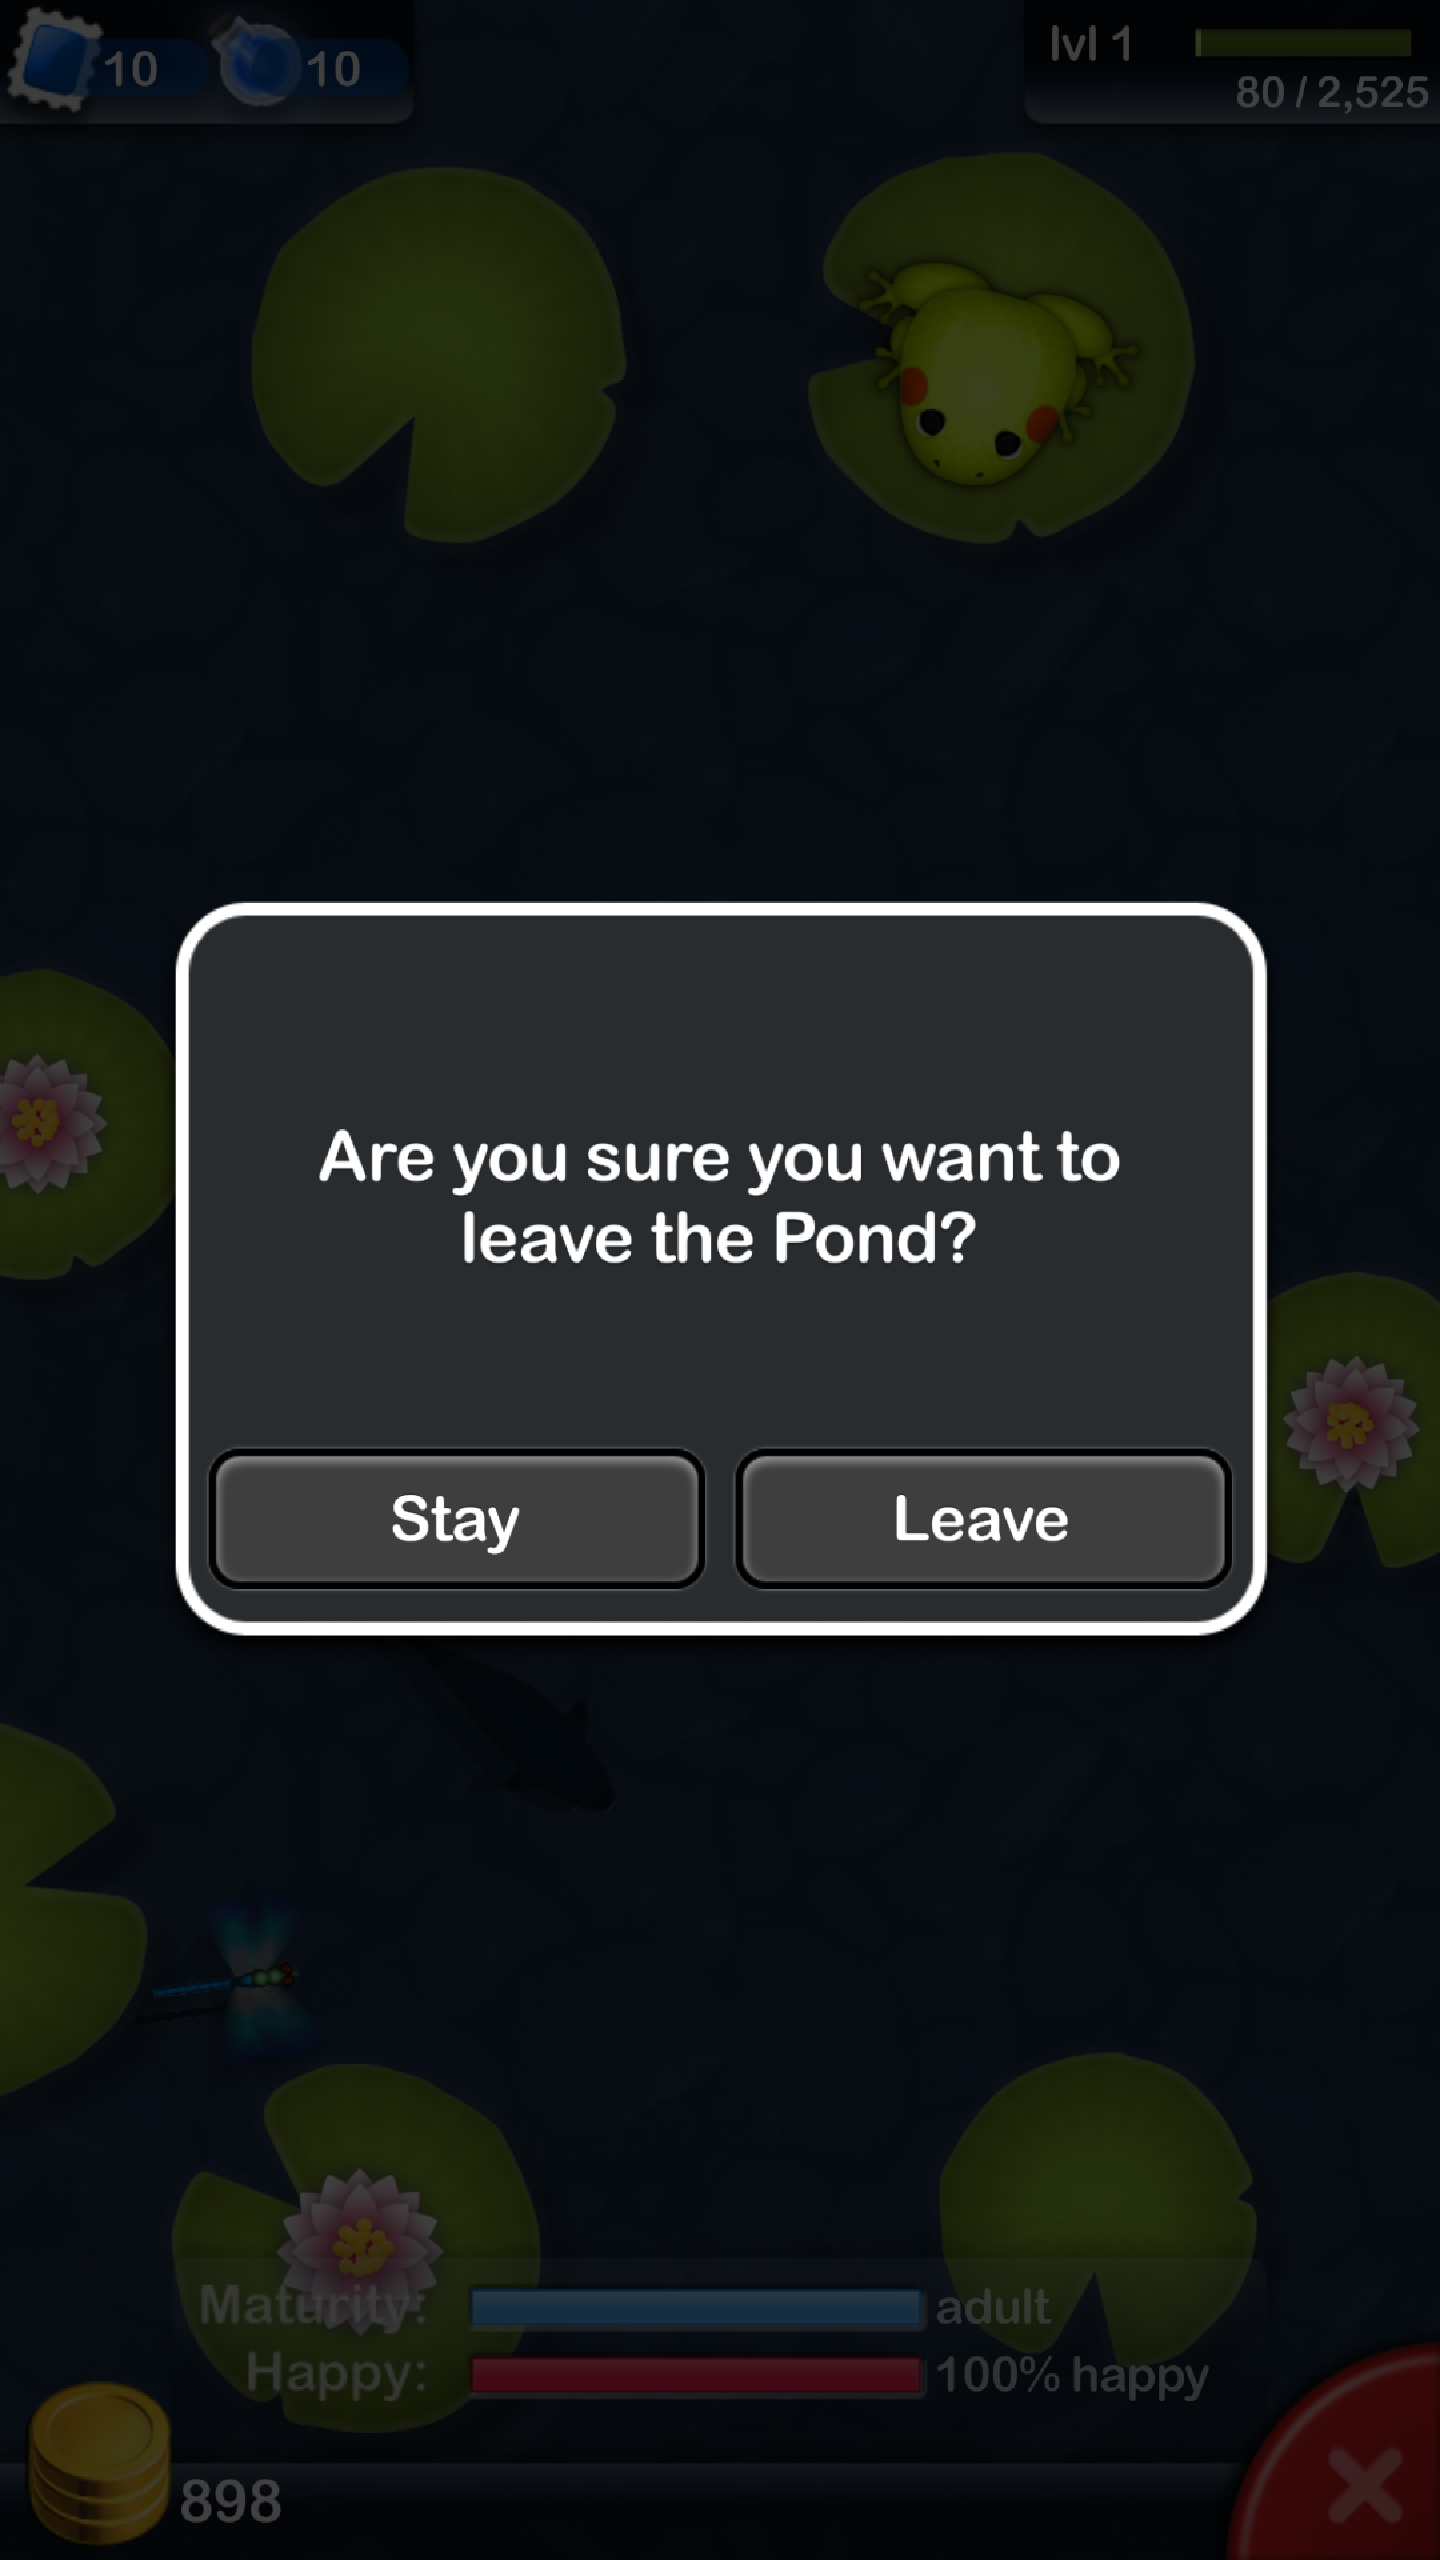 10
10
lvl 1
80 / 2,525
Are you sure you want to
leave the Pond?
Stay
Leave
Maturity:
adult
Happy:
100% happy
898